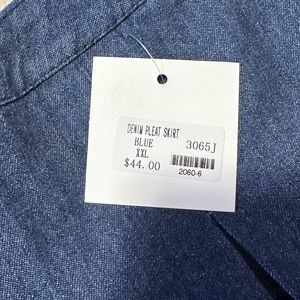 DENIM PLEAT SKIRT
BLUE 3065J
XXL
$44.00
2060-6